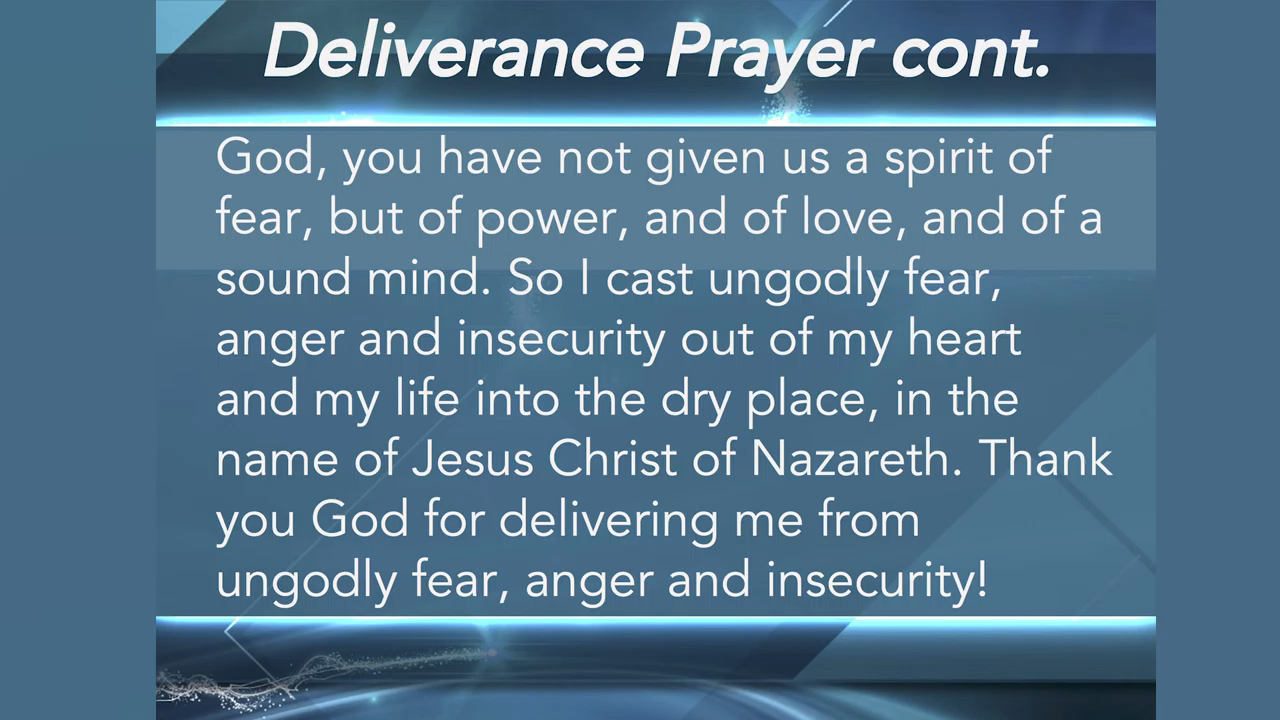 Deliverance Prayer cont.
God, you have not given us a spirit of
fear, but of power, and of love, and of a
sound mind. So I cast ungodly fear,
anger and insecurity out of my heart
and my life into the dry place, in the
name of Jesus Christ of Nazareth. Thank
you God for delivering me from
ungodly fear, anger and insecurity!